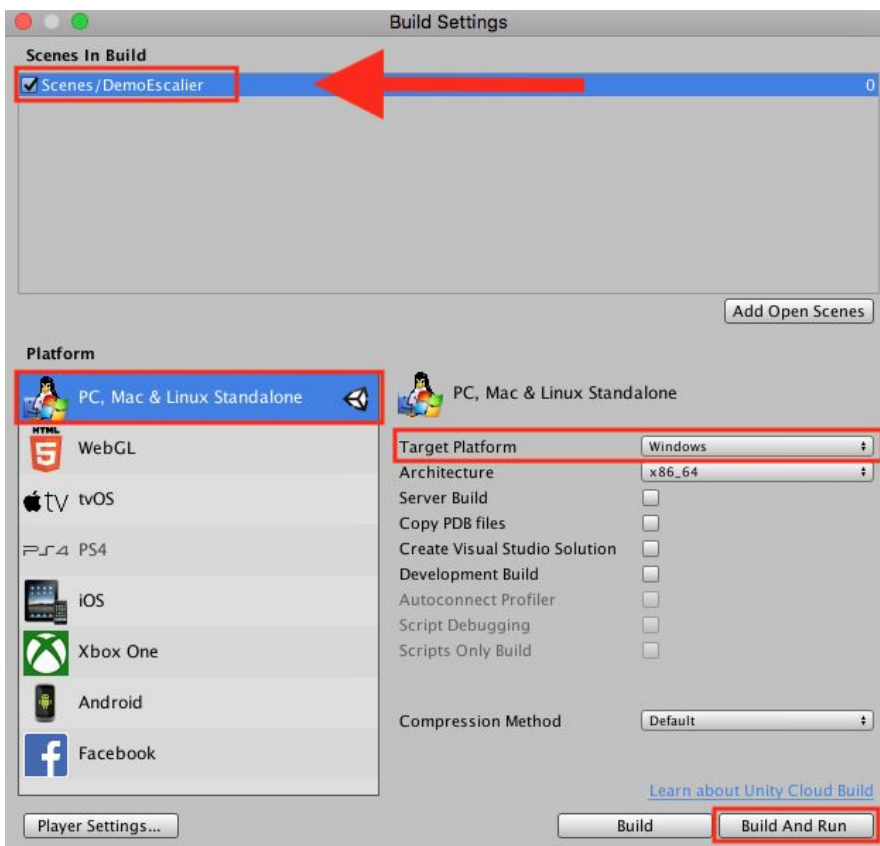 Build Settings
Scenes In Build
Scenes/DemoEscalier 0
Add Open Scenes
Platform
PC, Mac & Linux Standalone
HTML
5
WebGL
tv tvOS
PS4 PS4
iOS
Xbox One
Android
f Facebook
PC, Mac & Linux Standalone
Target Platform Windows
Architecture x86_64
Server Build
Copy PDB files
Create Visual Studio Solution
Development Build
Autoconnect Profiler
Script Debugging
Scripts Only Build
Compression Method Default
Learn about Unity Cloud Build
Player Settings... Build Build And Run